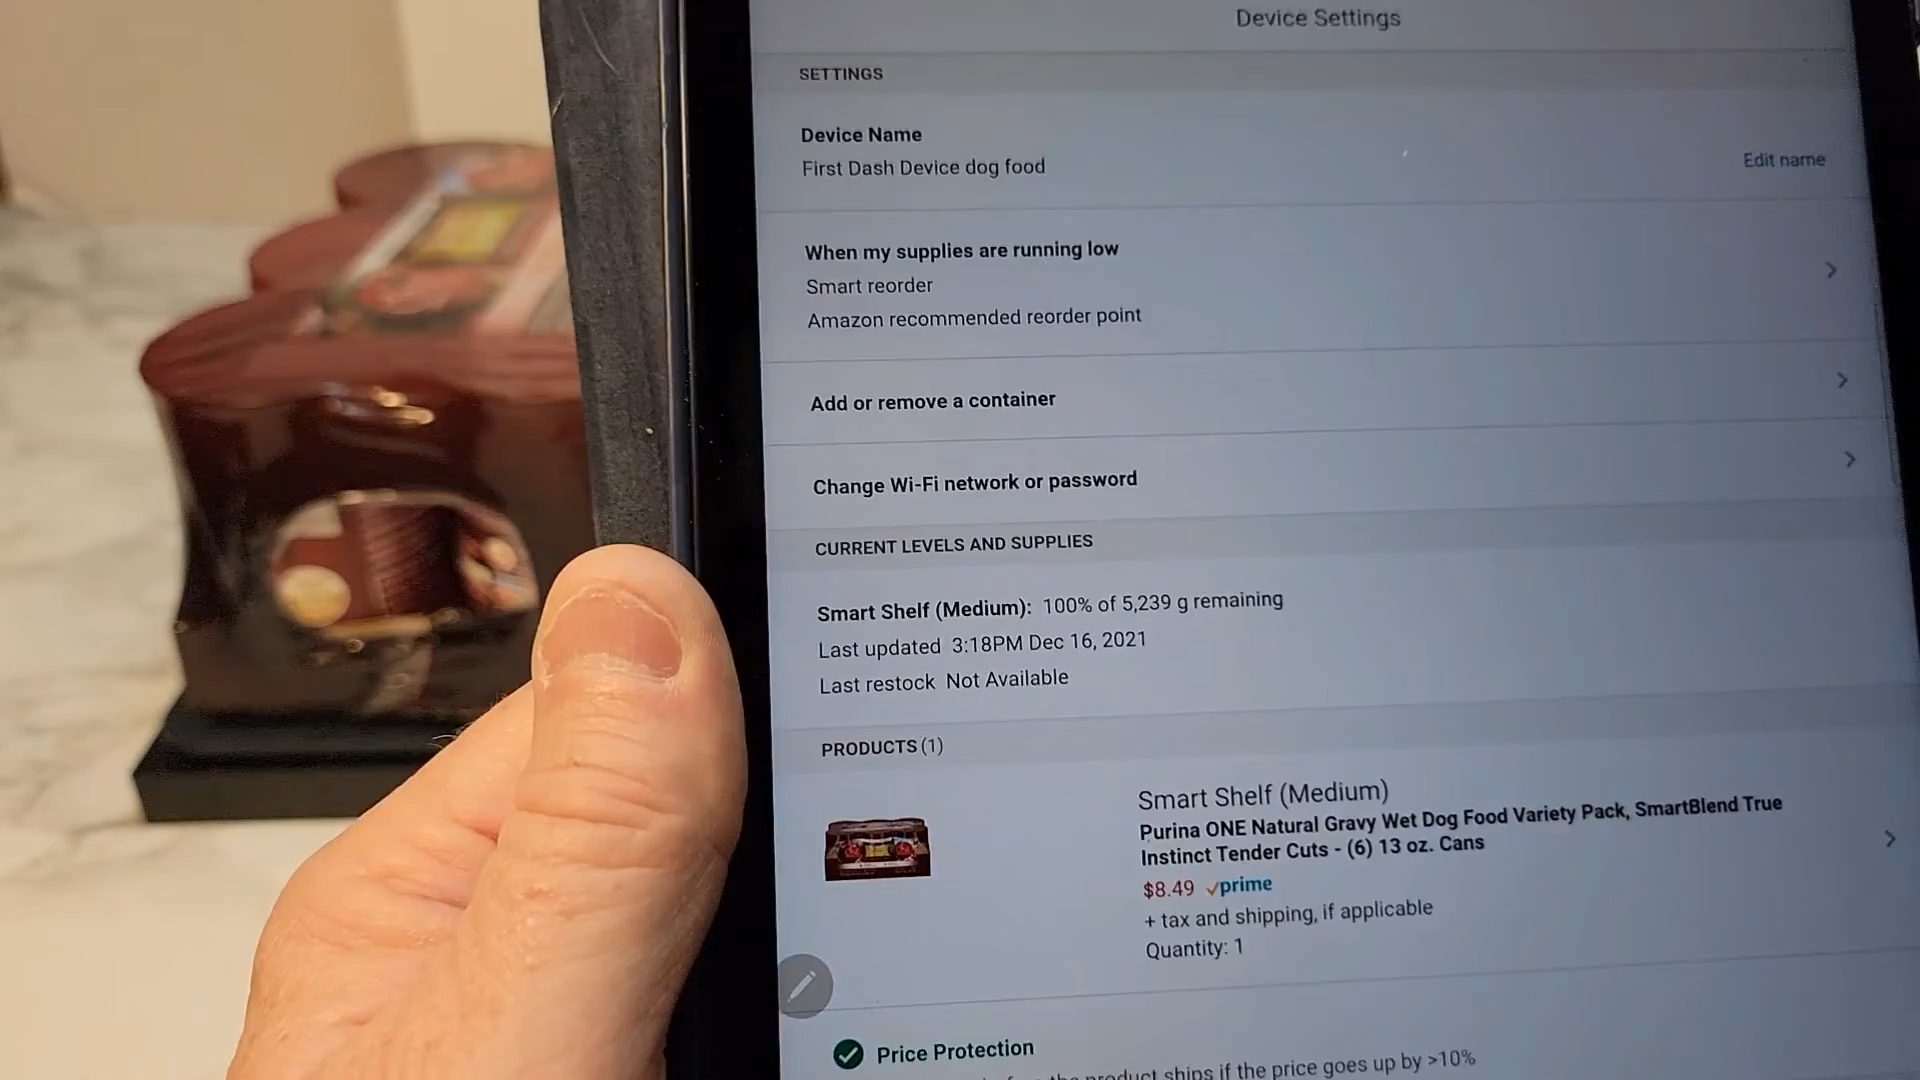 Device Settings
SETTINGS
Device Name
First Dash Device dog food
Edit name
When my supplies are running low
Smart reorder
Amazon recommended reorder point
Add or remove a container
Change Wi-Fi network or password
CURRENT LEVELS AND SUPPLIES
Smart Shelf (Medium): 100% of 5,239 g remaining
Last updated 3:18PM Dec 16, 2021
Last restock Not Available
PRODUCTS (1)
Smart Shelf (Medium)
Purina ONE Natural Gravy Wet Dog Food Variety Pack, SmartBlend True
Instinct Tender Cuts - (6) 13 oz. Cans
$8.49 prime
+ tax and shipping, if applicable
Quantity: 1
Price Protection
the product ships if the price goes up by >10%